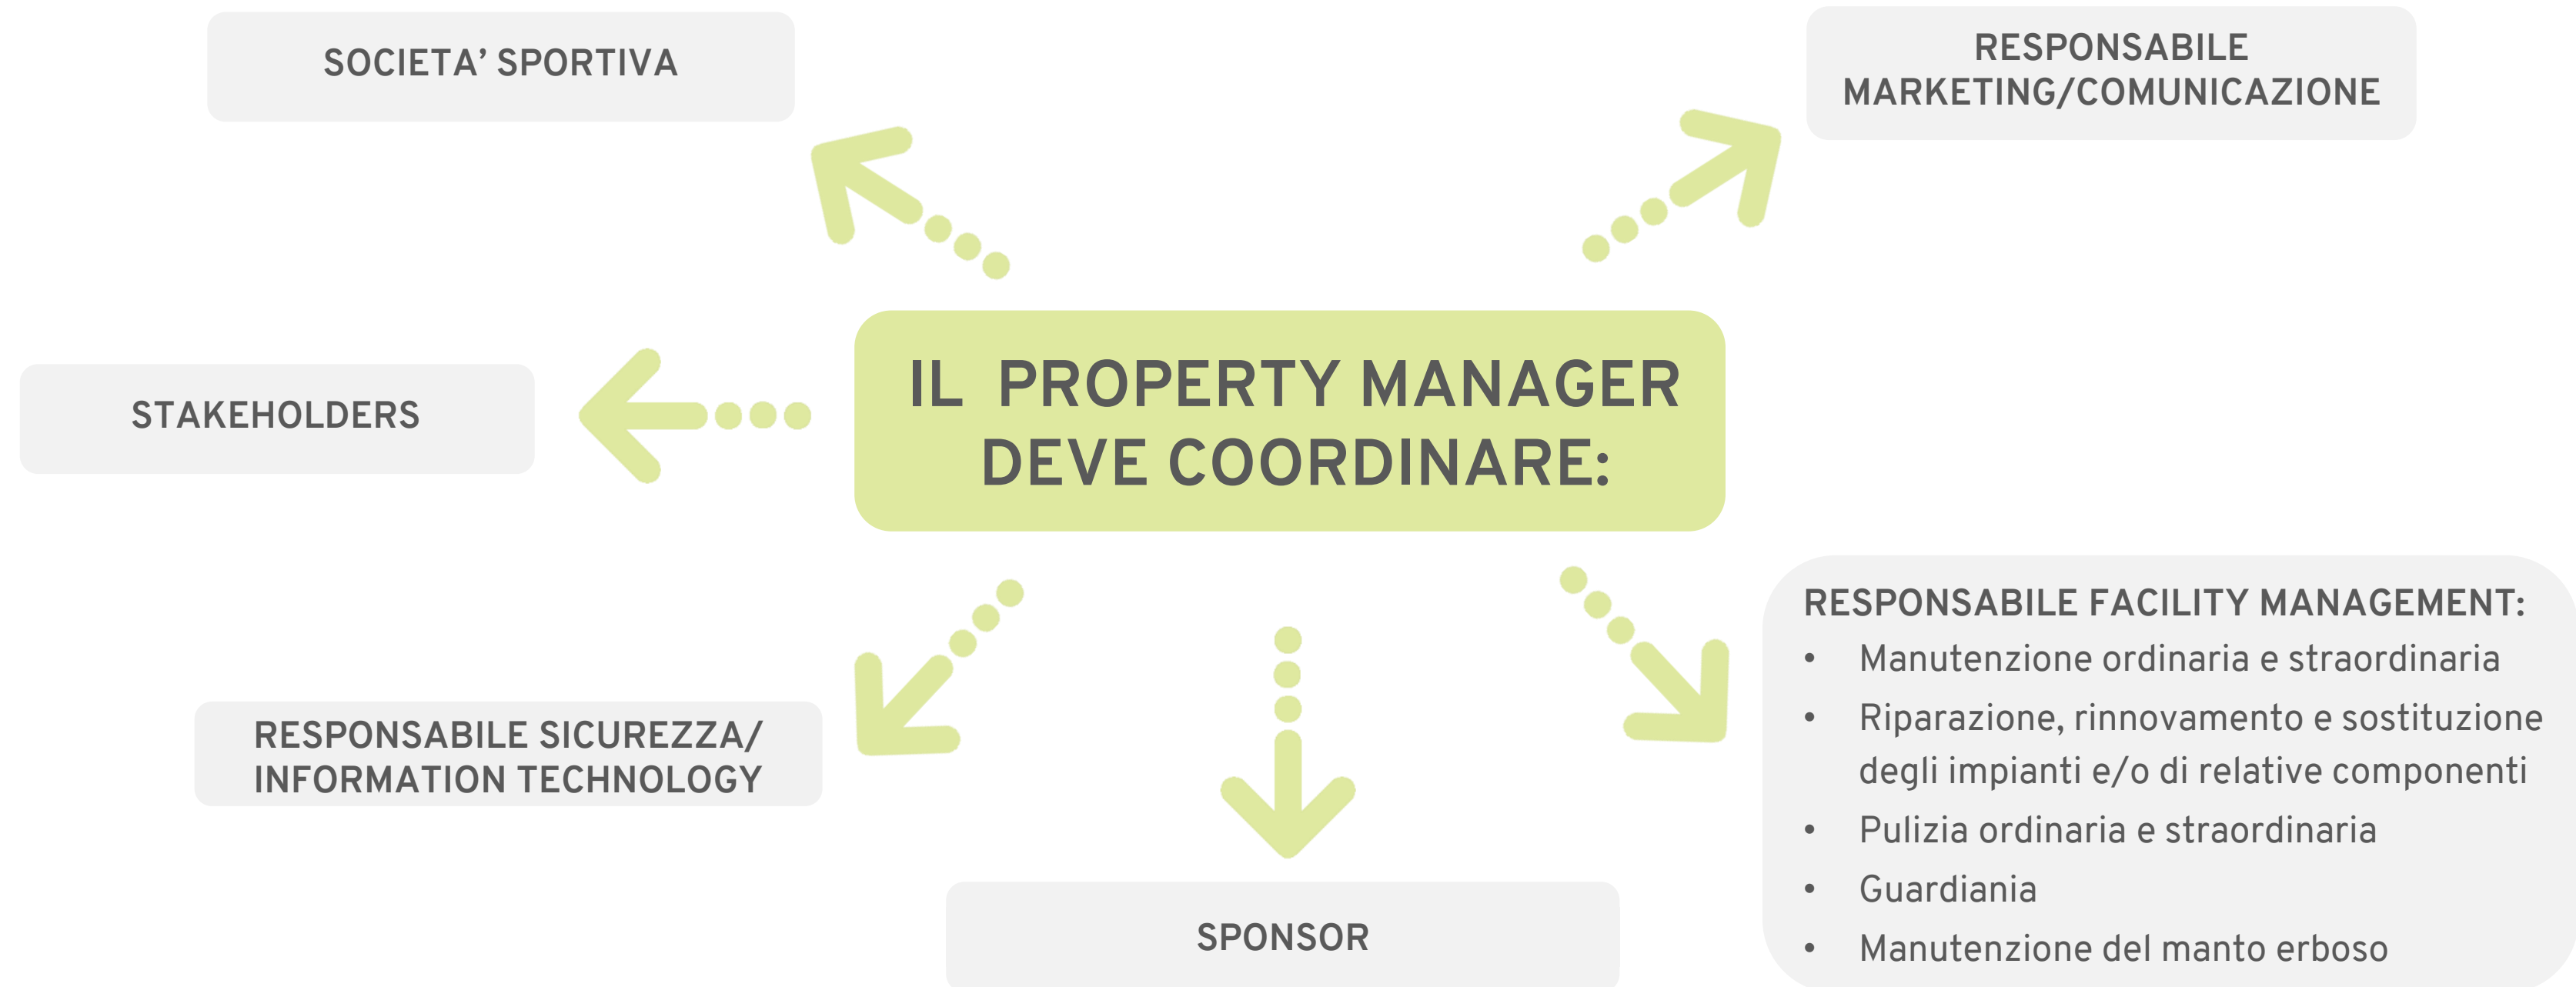 SOCIETA’ SPORTIVA
RESPONSABILE
MARKETING/COMUNICAZIONE
STAKEHOLDERS
IL PROPERTY MANAGER
DEVE COORDINARE:
RESPONSABILE SICUREZZA/
INFORMATION TECHNOLOGY
SPONSOR
RESPONSABILE FACILITY MANAGEMENT:
• Manutenzione ordinaria e straordinaria
• Riparazione, rinnovamento e sostituzione
degli impianti e/o di relative componenti
• Pulizia ordinaria e straordinaria
• Guardiania
• Manutenzione del manto erboso